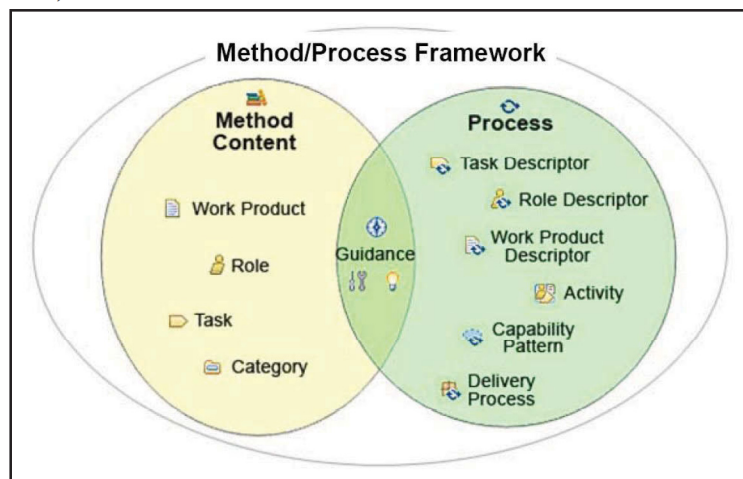 Method/Process Framework
Method
Content
Work Product
Role
Task
Category
Guidance
Process
Task Descriptor
Role Descriptor
Work Product
Descriptor
Activity
Capability
Pattern
Delivery
Process